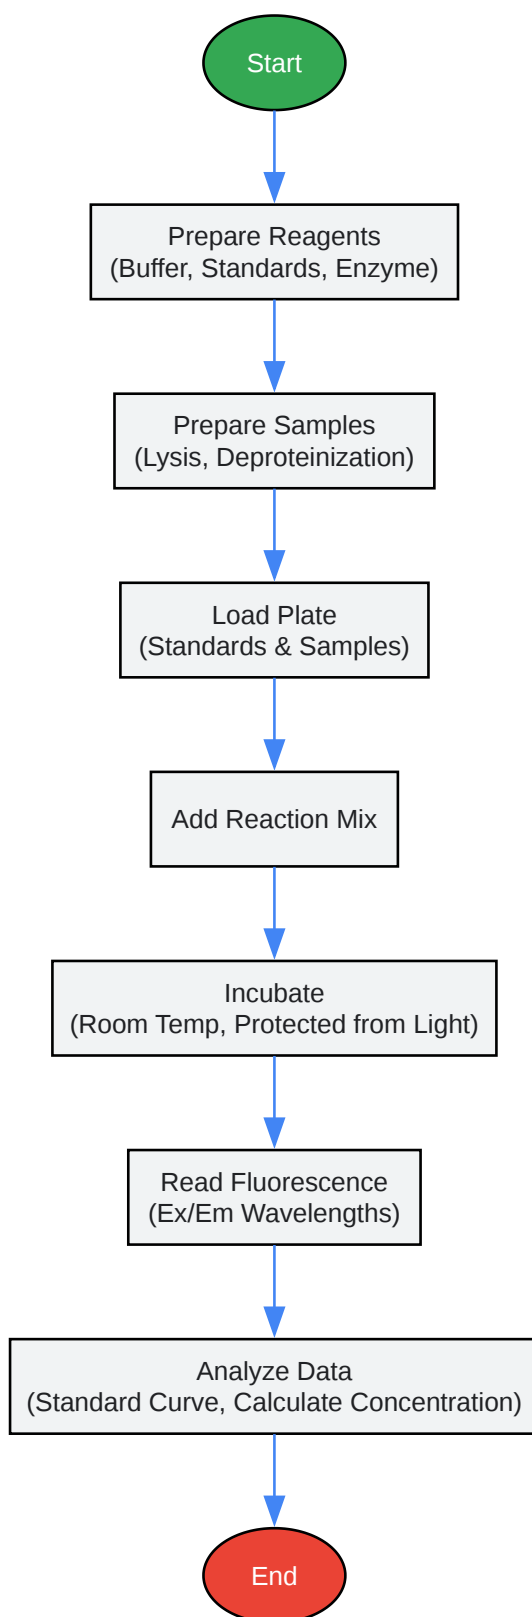 Start
Prepare Reagents
(Buffer, Standards, Enzyme)
Prepare Samples
(Lysis, Deproteinization)
Load Plate
(Standards & Samples)
Add Reaction Mix
Incubate
(Room Temp, Protected from Light)
Read Fluorescence
(Ex/Em Wavelengths)
Analyze Data
(Standard Curve, Calculate Concentration)
End